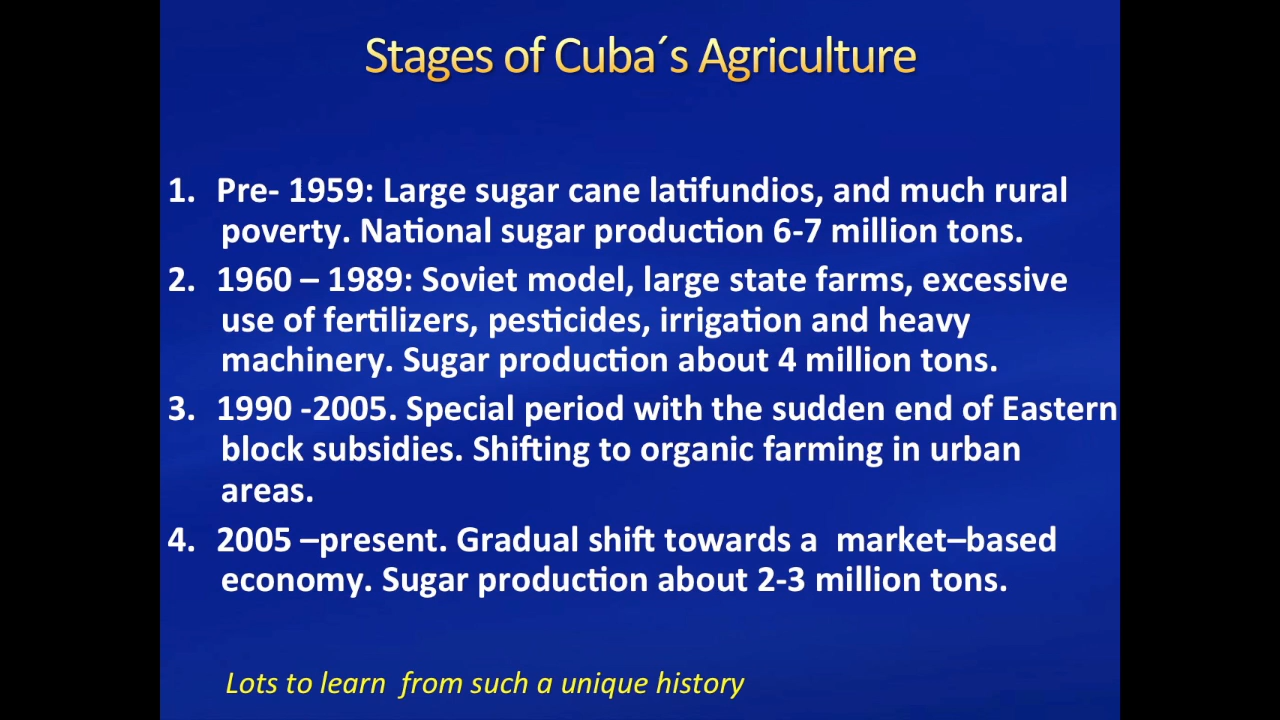 Stages of Cuba´s Agriculture
1. Pre- 1959: Large sugar cane latifundios, and much rural
poverty. National sugar production 6-7 million tons.
2. 1960 – 1989: Soviet model, large state farms, excessive
use of fertilizers, pesticides, irrigation and heavy
machinery. Sugar production about 4 million tons.
3. 1990 -2005. Special period with the sudden end of Eastern
block subsidies. Shifting to organic farming in urban
areas.
4. 2005 –present. Gradual shift towards a  market–based
economy. Sugar production about 2-3 million tons.
Lots to learn  from such a unique history